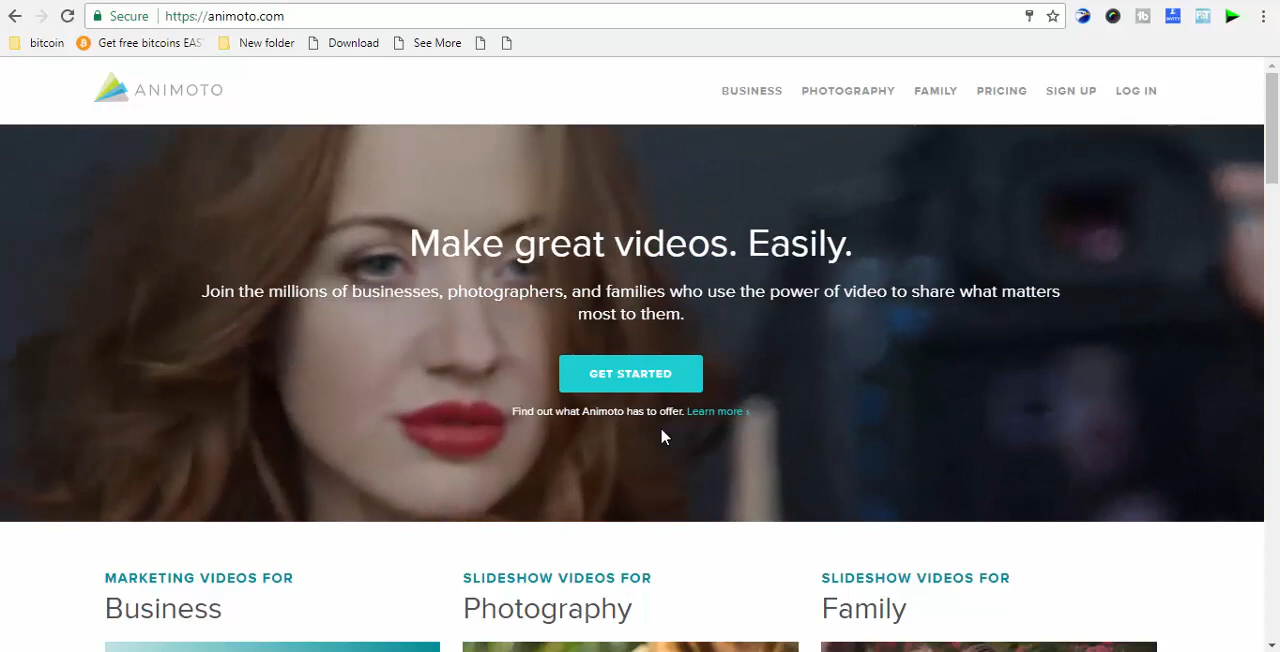 Secure https://animoto.com
bitcoin Get free bitcoins EAS New folder Download See More
ANIMOTO
BUSINESS PHOTOGRAPHY FAMILY PRICING SIGN UP LOG IN
Make great videos. Easily.
Join the millions of businesses, photographers, and families who use the power of video to share what matters
most to them.
GET STARTED
Find out what Animoto has to offer. Learn more ›
MARKETING VIDEOS FOR
Business
SLIDESHOW VIDEOS FOR
Photography
SLIDESHOW VIDEOS FOR
Family